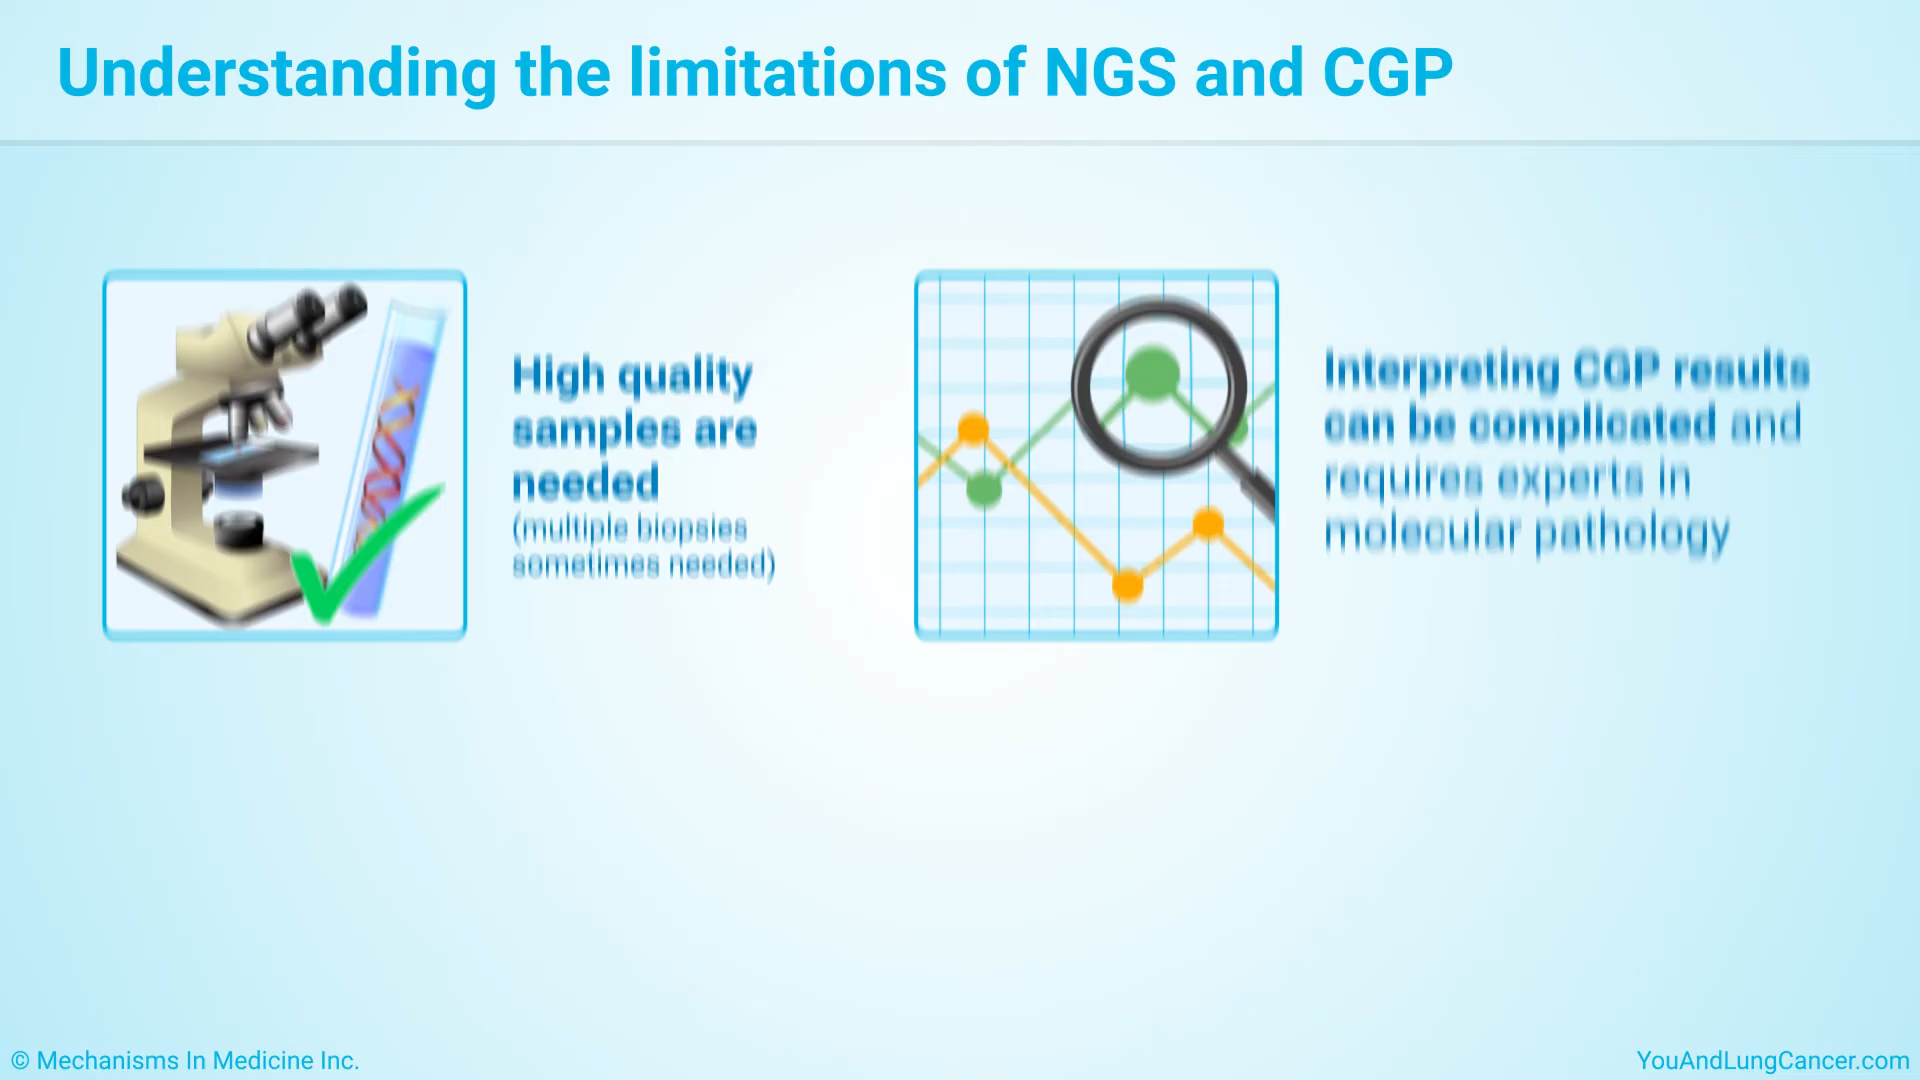 Understanding the limitations of NGS and CGP
High quality
samples are
needed
(multiple biopsies
sometimes needed)
Interpreting CGP results
can be complicated and
requires experts in
molecular pathology
© Mechanisms In Medicine Inc.
YouAndLungCancer.com